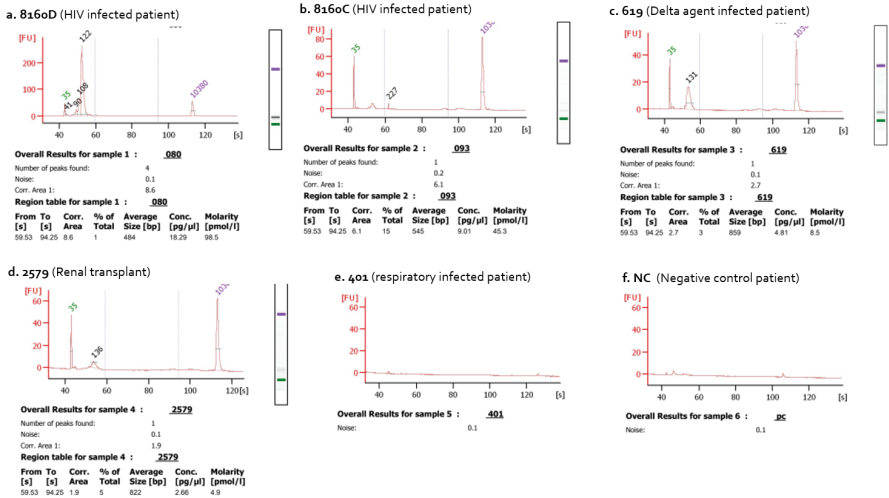 a. 8160D (HIV infected patient)
[FU]
200
100
0
35
41
90
108
122
10380
40 60 80 100 120 [s]
Overall Results for sample 1 : 080
Number of peaks found: 4
Noise: 0.1
Corr. Area 1: 8.6
Region table for sample 1 : 080
From To Corr. % of Average Conc. Molarity
[s] [s] Area Total Size [bp] [pg/µl] [pmol/l]
59.53 94.25 8.6 1 484 18.29 98.5
b. 8160C (HIV infected patient)
[FU]
80
60
40
20
0
35
227
40 60 80 100 120 [s]
Overall Results for sample 2 : 093
Number of peaks found: 1
Noise: 0.2
Corr. Area 1: 6.1
Region table for sample 2 : 093
From To Corr. % of Average Conc. Molarity
[s] [s] Area Total Size [bp] [pg/µl] [pmol/l]
59.53 94.25 6.1 15 545 9.01 45.3
c. 619 (Delta agent infected patient)
[FU]
40
20
0
35
131
40 60 80 100 120 [s]
Overall Results for sample 3 : 619
Number of peaks found: 1
Noise: 0.1
Corr. Area 1: 2.7
Region table for sample 3 : 619
From To Corr. % of Average Conc. Molarity
[s] [s] Area Total Size [bp] [pg/µl] [pmol/l]
59.53 94.25 2.7 3 859 4.81 8.5
d. 2579 (Renal transplant)
[FU]
60
40
20
0
35
136
40 60 80 100 120 [s]
Overall Results for sample 4 : 2579
Number of peaks found: 1
Noise: 0.1
Corr. Area 1: 1.9
Region table for sample 4 : 2579
From To Corr. % of Average Conc. Molarity
[s] [s] Area Total Size [bp] [pg/µl] [pmol/l]
59.53 94.25 1.9 5 822 2.66 4.9
e. 401 (respiratory infected patient)
[FU]
60
40
20
0
40 60 80 100 120 [s]
Overall Results for sample 5 : 401
Noise: 0.1
f. NC (Negative control patient)
[FU]
60
40
20
0
40 60 80 100 120 [s]
Overall Results for sample 6 : pc
Noise: 0.1